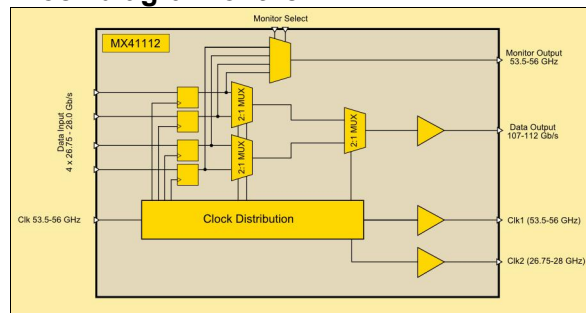 Monitor Select
MX41112
Monitor Output
53.5-56 GHz
Data Input
4 x 26.75 - 28.0 Gb/s
2:1 MUX
2:1 MUX
2:1 MUX
Data Output
107-112 Gb/s
Clk 53.5-56 GHz
Clock Distribution
Clk1 (53.5-56 GHz)
Clk2 (26.75-28 GHz)